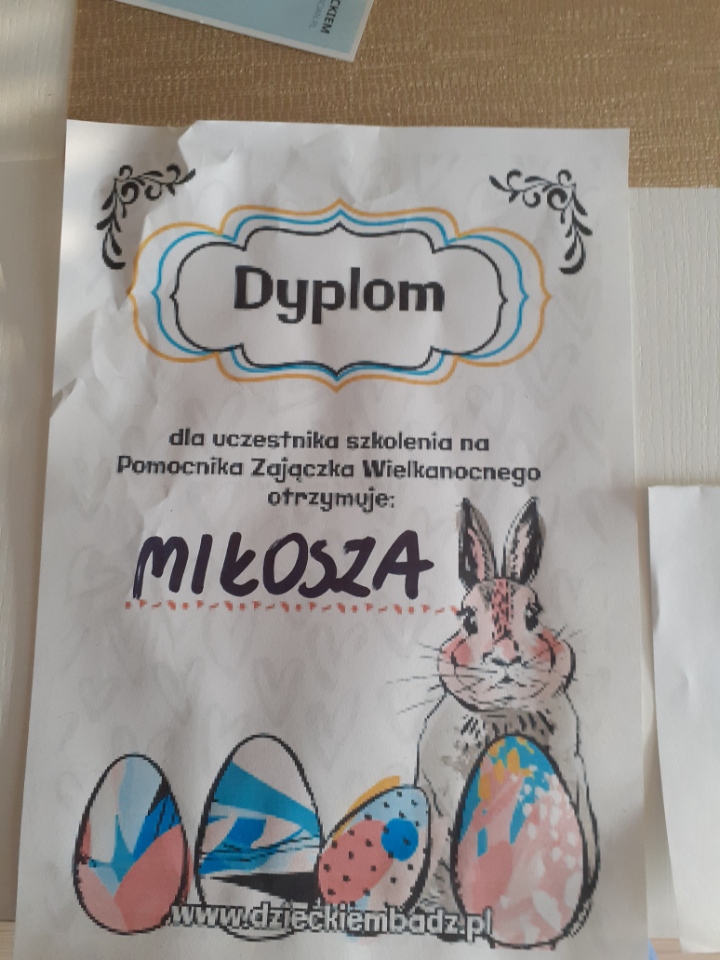 Dyplom
dla uczestnika szkolenia na
Pomocnika Zajączka Wielkanocnego
otrzymuje:
MIŁOSZA
www.dzieckiembadz.pl